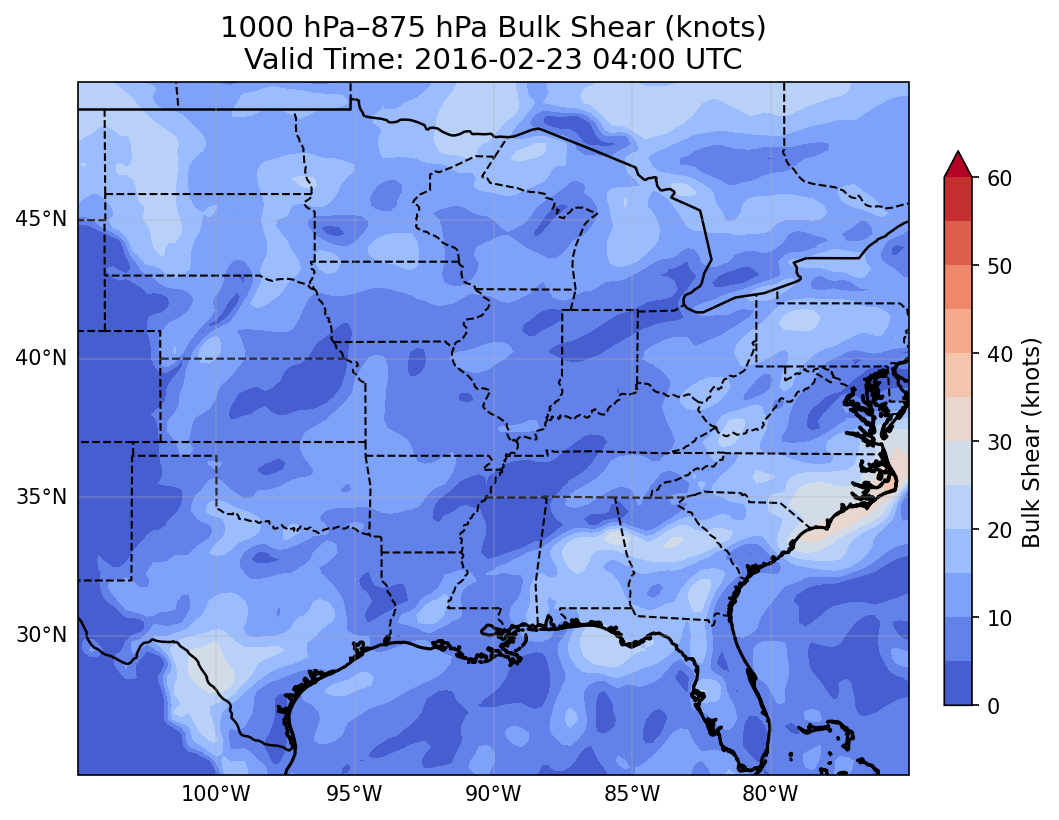 1000 hPa–875 hPa Bulk Shear (knots)
Valid Time: 2016-02-23 04:00 UTC
45°N
40°N
35°N
30°N
100°W
95°W
90°W
85°W
80°W
60
50
40
30
20
10
0
Bulk Shear (knots)